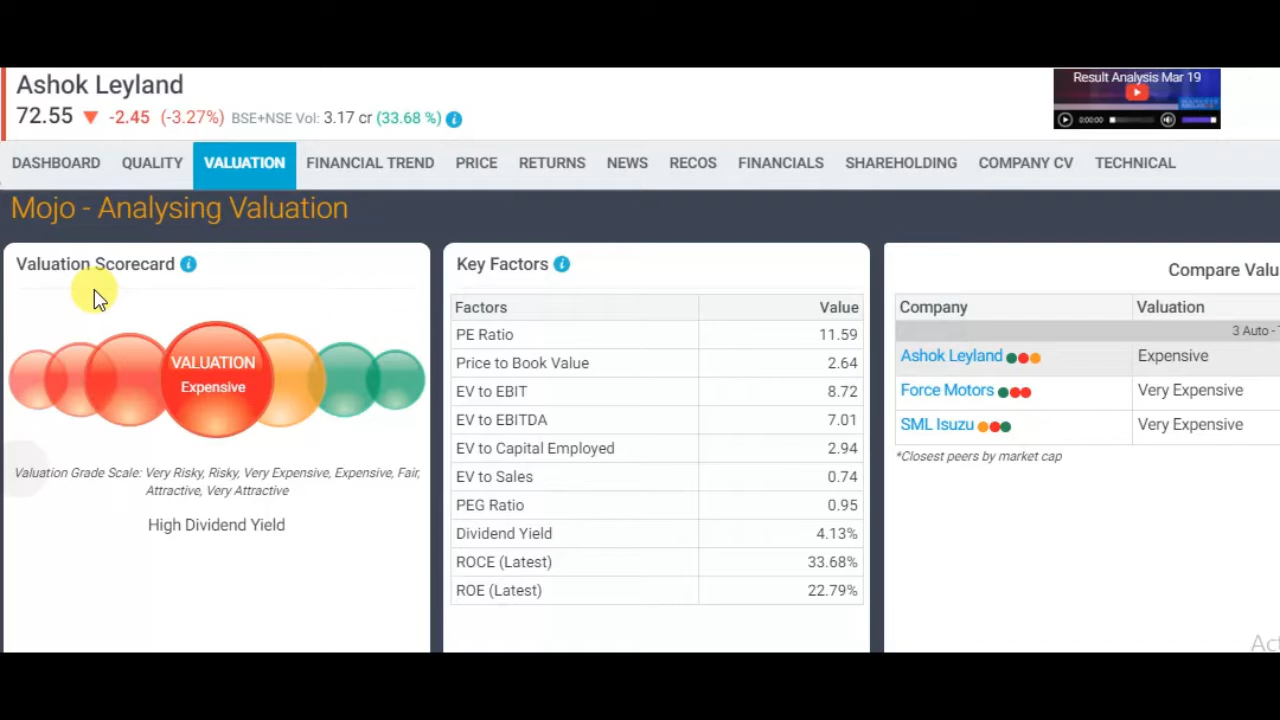 Ashok Leyland
72.55 ▼ -2.45 (-3.27%) BSE+NSE Vol: 3.17 cr (33.68 %)
Result Analysis Mar 19
0:00:00
DASHBOARD QUALITY VALUATION FINANCIAL TREND PRICE RETURNS NEWS RECOS FINANCIALS SHAREHOLDING COMPANY CV TECHNICAL
Mojo - Analysing Valuation
Valuation Scorecard
VALUATION
Expensive
Valuation Grade Scale: Very Risky, Risky, Very Expensive, Expensive, Fair,
Attractive, Very Attractive
High Dividend Yield
Key Factors
Factors Value
PE Ratio 11.59
Price to Book Value 2.64
EV to EBIT 8.72
EV to EBITDA 7.01
EV to Capital Employed 2.94
EV to Sales 0.74
PEG Ratio 0.95
Dividend Yield 4.13%
ROCE (Latest) 33.68%
ROE (Latest) 22.79%
Compare Valu
Company Valuation
3 Auto -
Ashok Leyland Expensive
Force Motors Very Expensive
SML Isuzu Very Expensive
*Closest peers by market cap
Act